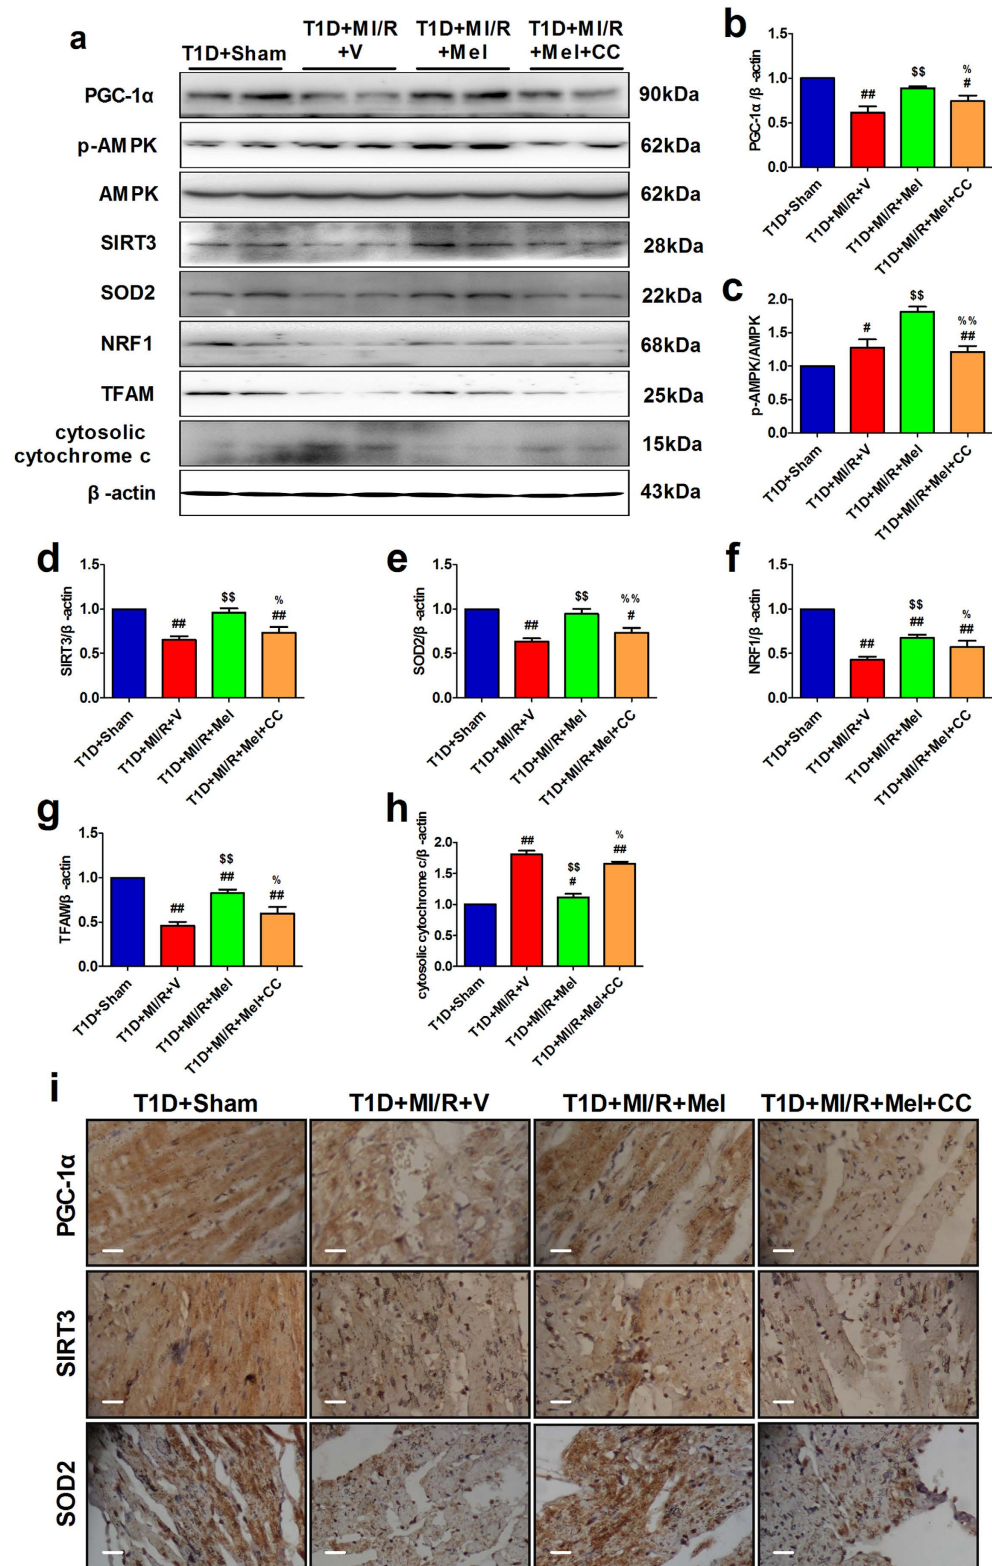 a
T1D+Sham
T1D+MI/R
+V
T1D+MI/R
+Mel
T1D+MI/R
+Mel+CC
PGC-1α
90kDa
p-AMPK
62kDa
AMPK
62kDa
SIRT3
28kDa
SOD2
22kDa
NRF1
68kDa
TFAM
25kDa
cytosolic
cytochrome c
15kDa
β -actin
43kDa
b
PGC-1α /β -actin
1.5
1.0
0.5
0.0
##
$$
%
#
T1D+Sham
T1D+MI/R+V
T1D+MI/R+Mel
T1D+MI/R+Mel+CC
c
p-AMPK/AMPK
2.0
1.5
1.0
0.5
0.0
#
$$
%%
##
T1D+Sham
T1D+MI/R+V
T1D+MI/R+Mel
T1D+MI/R+Mel+CC
d
SIRT3/β -actin
1.5
1.0
0.5
0.0
##
$$
%
##
T1D+Sham
T1D+MI/R+V
T1D+MI/R+Mel
T1D+MI/R+Mel+CC
e
SOD2/β -actin
1.5
1.0
0.5
0.0
##
$$
%%
#
T1D+Sham
T1D+MI/R+V
T1D+MI/R+Mel
T1D+MI/R+Mel+CC
f
NRF1/β -actin
1.5
1.0
0.5
0.0
##
$$
##
%
##
T1D+Sham
T1D+MI/R+V
T1D+MI/R+Mel
T1D+MI/R+Mel+CC
g
TFAM/β -actin
1.5
1.0
0.5
0.0
##
$$
##
%
##
T1D+Sham
T1D+MI/R+V
T1D+MI/R+Mel
T1D+MI/R+Mel+CC
h
cytosolic cytochrome c/β -actin
2.0
1.5
1.0
0.5
0.0
##
$$
#
%
##
T1D+Sham
T1D+MI/R+V
T1D+MI/R+Mel
T1D+MI/R+Mel+CC
i
T1D+Sham
T1D+MI/R+V
T1D+MI/R+Mel
T1D+MI/R+Mel+CC
PGC-1α
SIRT3
SOD2